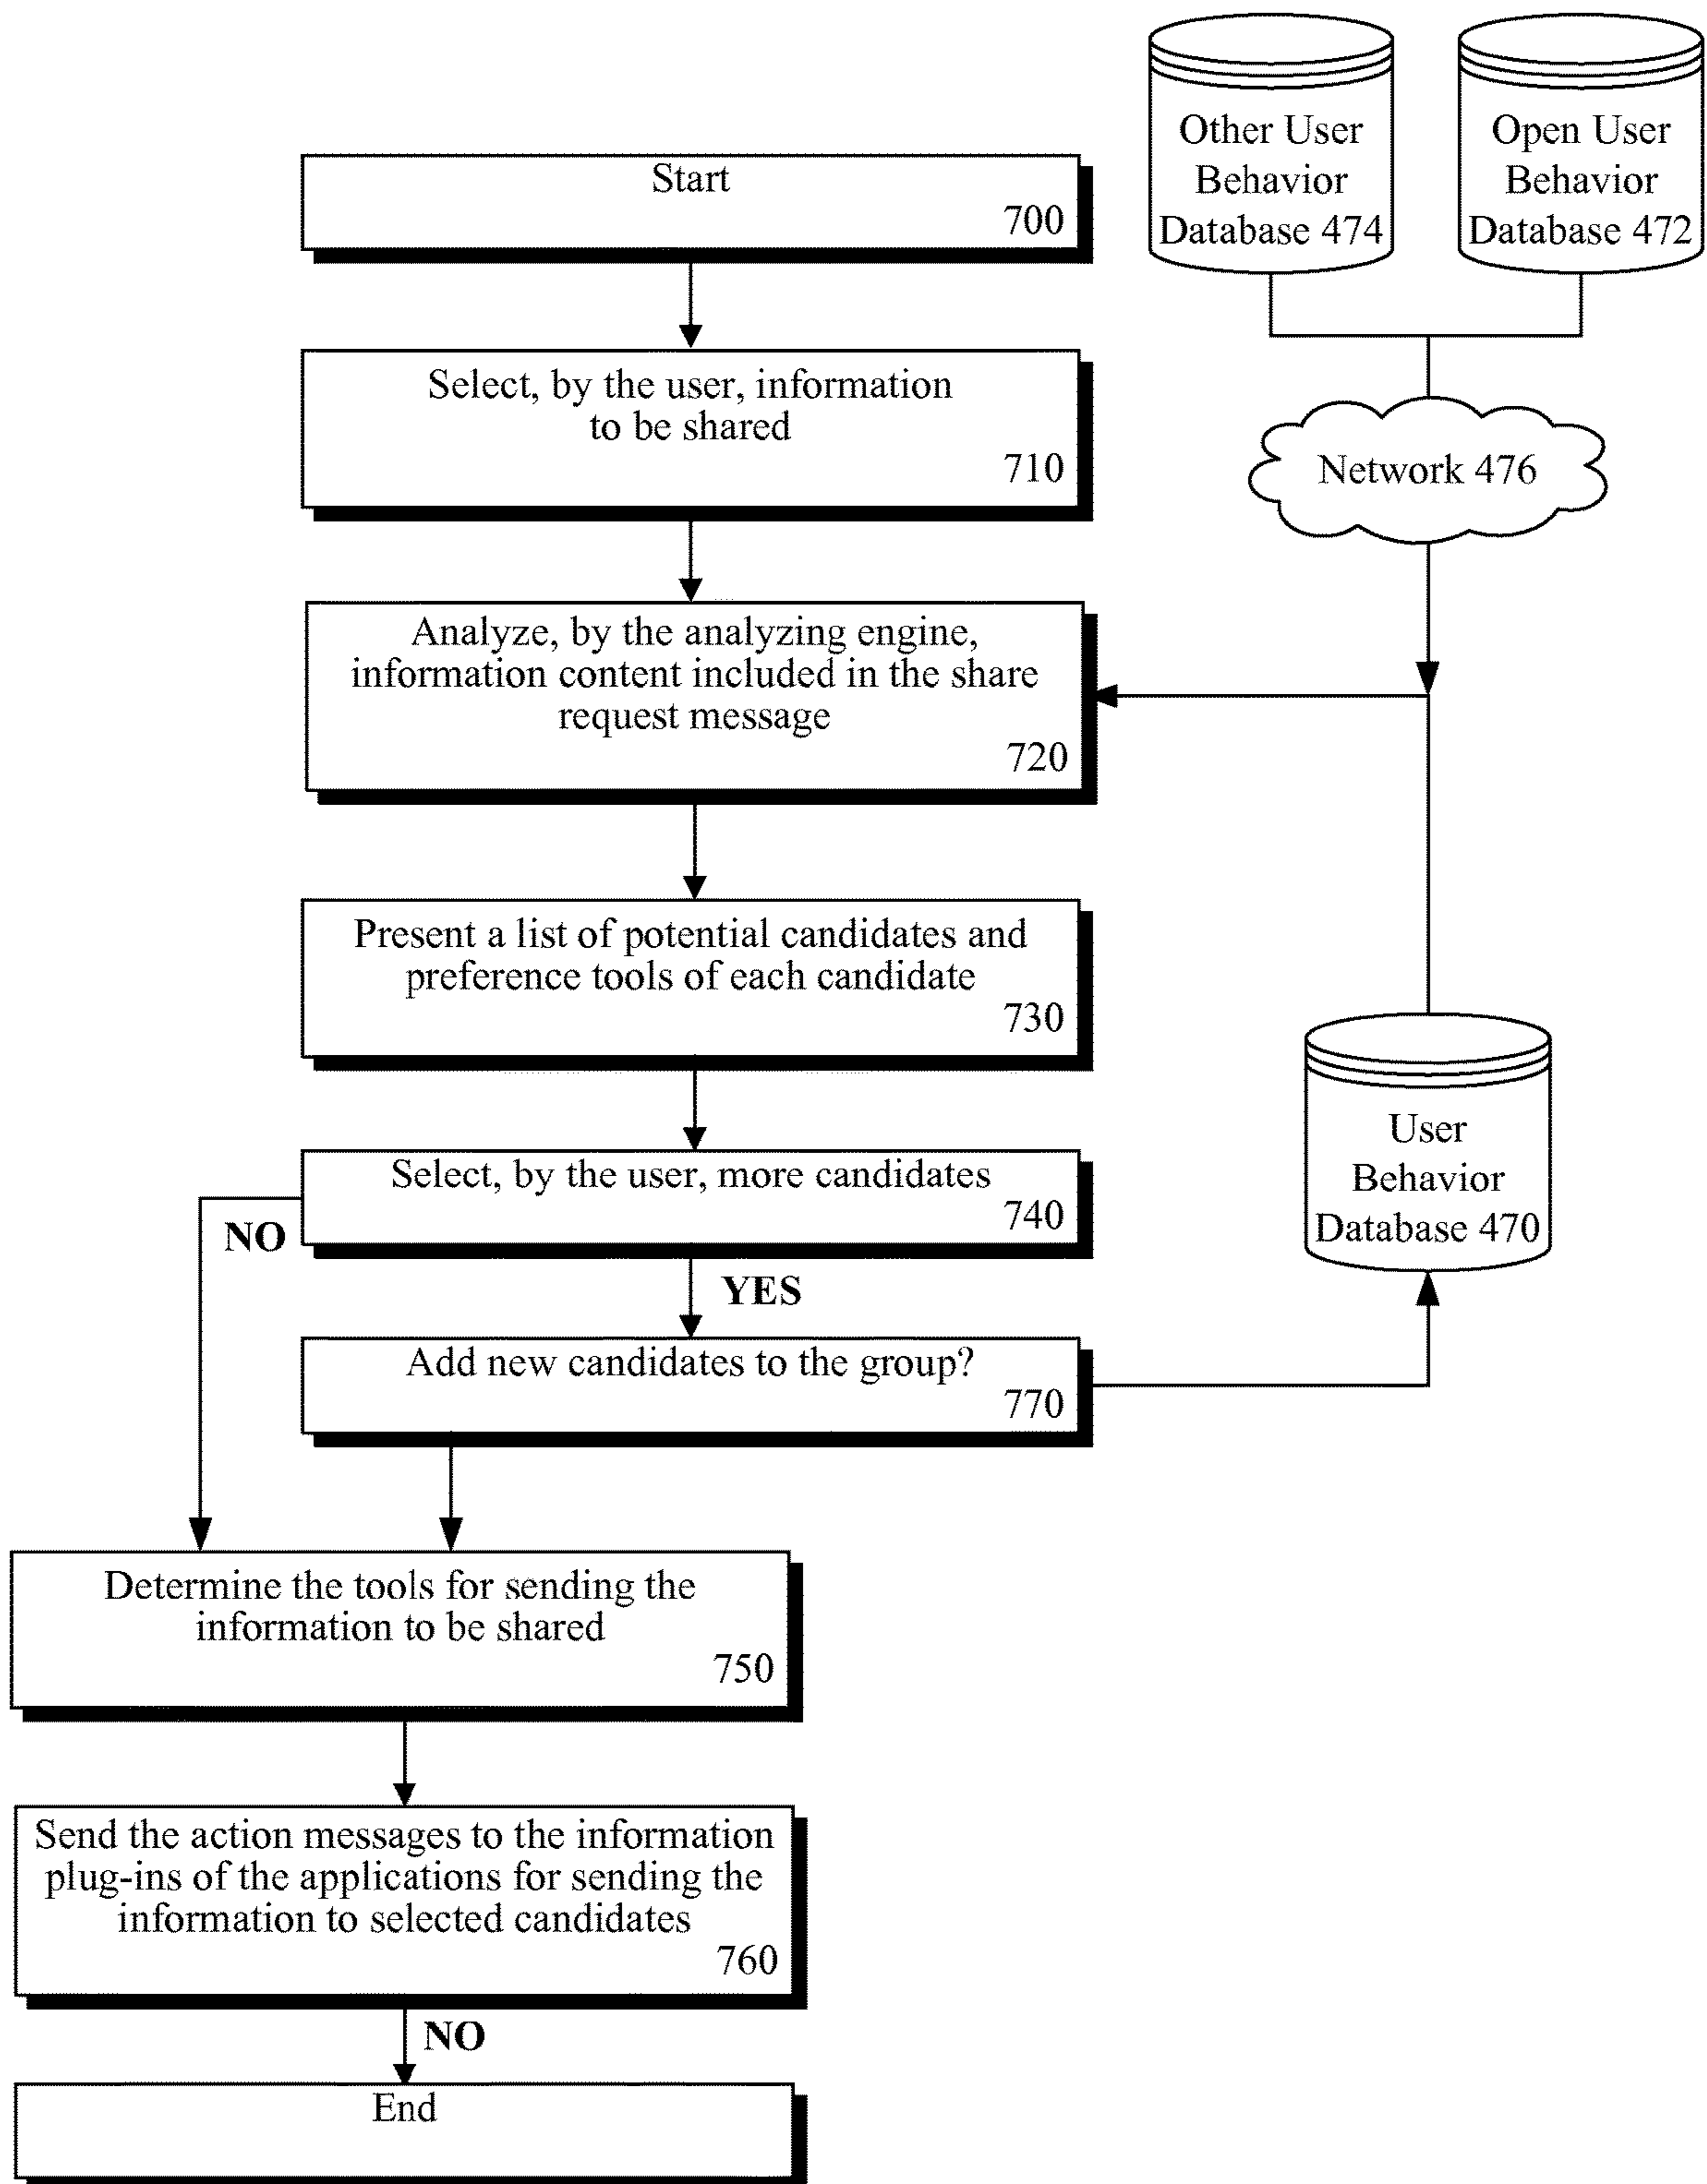 Other User
Behavior
Database 474
Open User
Behavior
Database 472
Start
700
Select, by the user, information
to be shared
710
Network 476
Analyze, by the analyzing engine,
information content included in the share
request message
720
Present a list of potential candidates and
preference tools of each candidate
730
Select, by the user, more candidates
740
NO
YES
User
Behavior
Database 470
Add new candidates to the group?
770
Determine the tools for sending the
information to be shared
750
Send the action messages to the information
plug-ins of the applications for sending the
information to selected candidates
760
NO
End